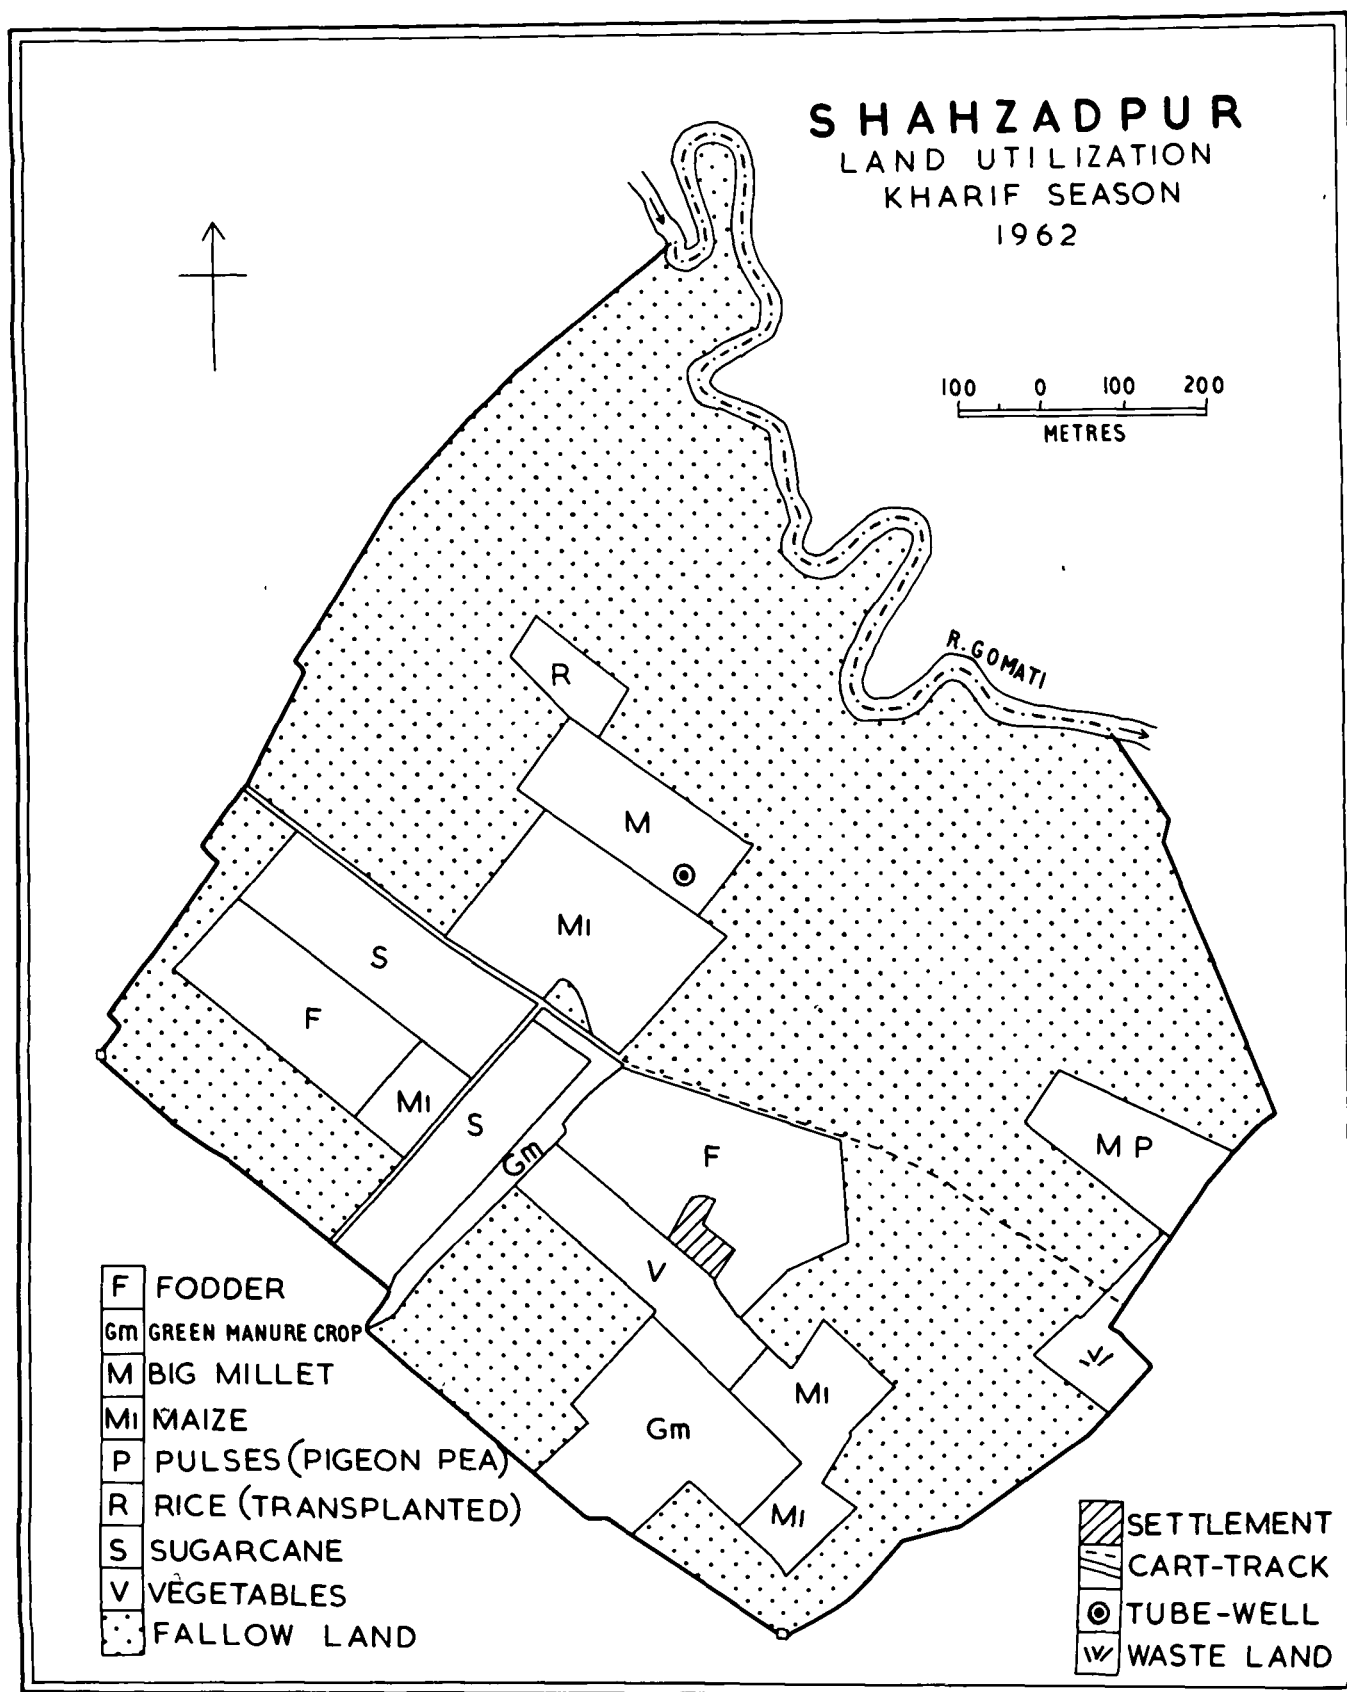 SHAHZADPUR
LAND UTILIZATION
KHARIF SEASON
1962
100 0 100 200
METRES
R. GOMATI
R
M
MI
S
F
MI
S
Gm
F
M P
V
MI
Gm
MI
F FODDER
Gm GREEN MANURE CROP
M BIG MILLET
MI MAIZE
P PULSES (PIGEON PEA)
R RICE (TRANSPLANTED)
S SUGARCANE
V VEGETABLES
FALLOW LAND
SETTLEMENT
CART-TRACK
TUBE-WELL
WASTE LAND